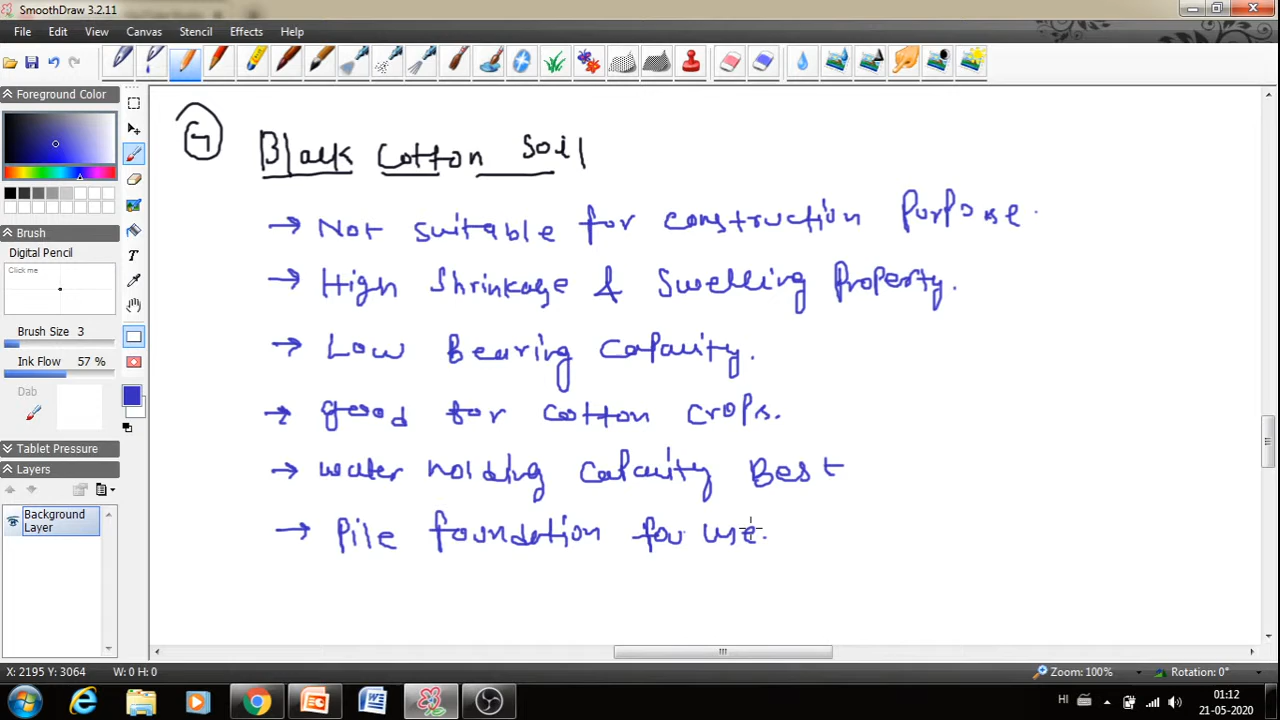 SmoothDraw 3.2.11
File Edit View Canvas Stencil Effects Help
Foreground Color
Brush
Digital Pencil
Click me
Brush Size 3
Ink Flow 57 %
Dab
Tablet Pressure
Layers
Background Layer
Black Cotton Soil
→ Not suitable for construction Purpose.
→ High Shrinkage & Swelling Property.
→ Low Bearing Capacity.
→ good for cotton crops.
→ water holding Capacity Best
→ Pile foundation for use.
X: 2195 Y: 3064 W: 0 H: 0
Zoom: 100% Rotation: 0°
HI 01:12
21-05-2020